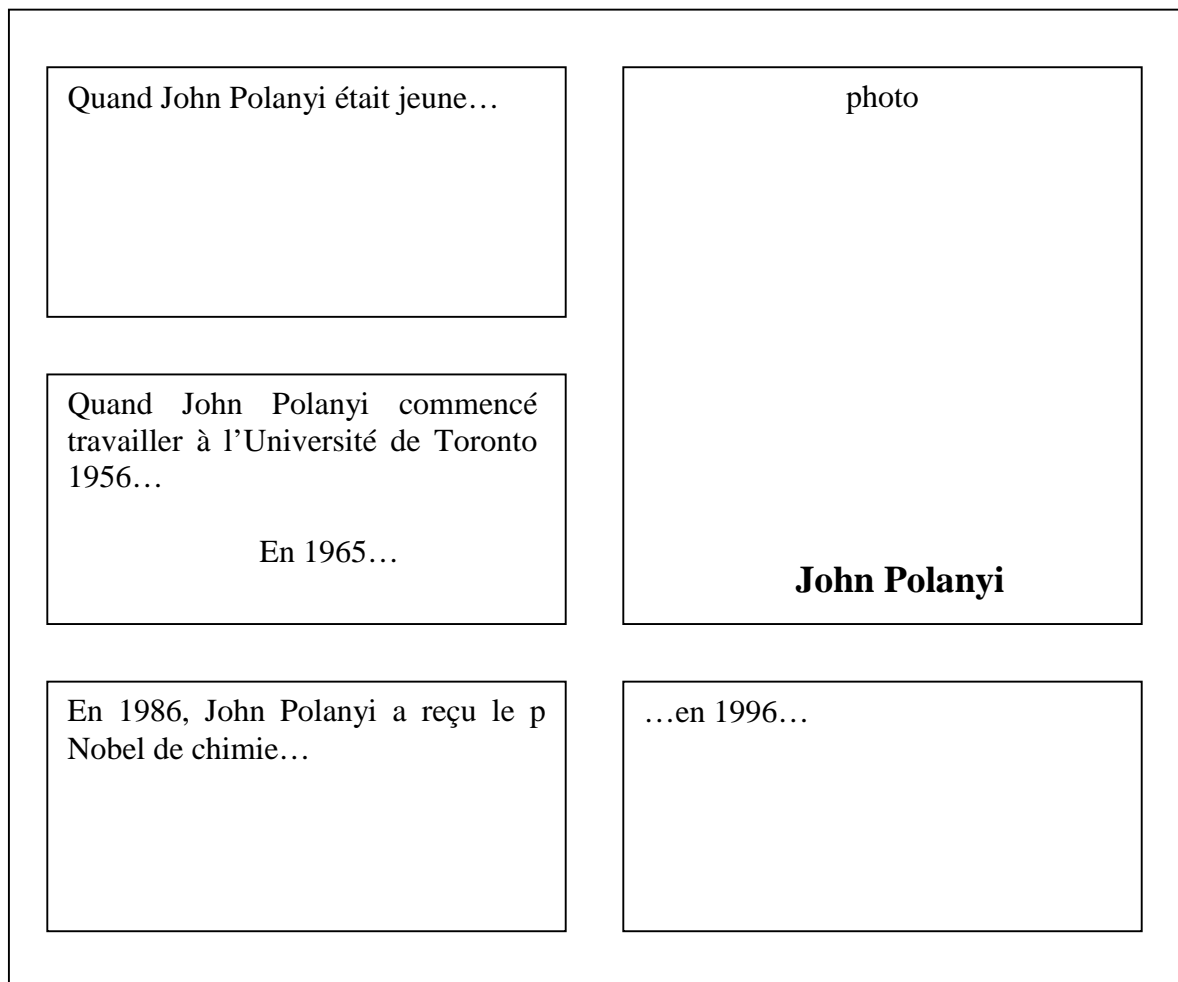 Quand John Polanyi était jeune…
photo
John Polanyi
Quand John Polanyi commencé
travailler à l’Université de Toronto
1956…
En 1965…
En 1986, John Polanyi a reçu le p
Nobel de chimie…
…en 1996…